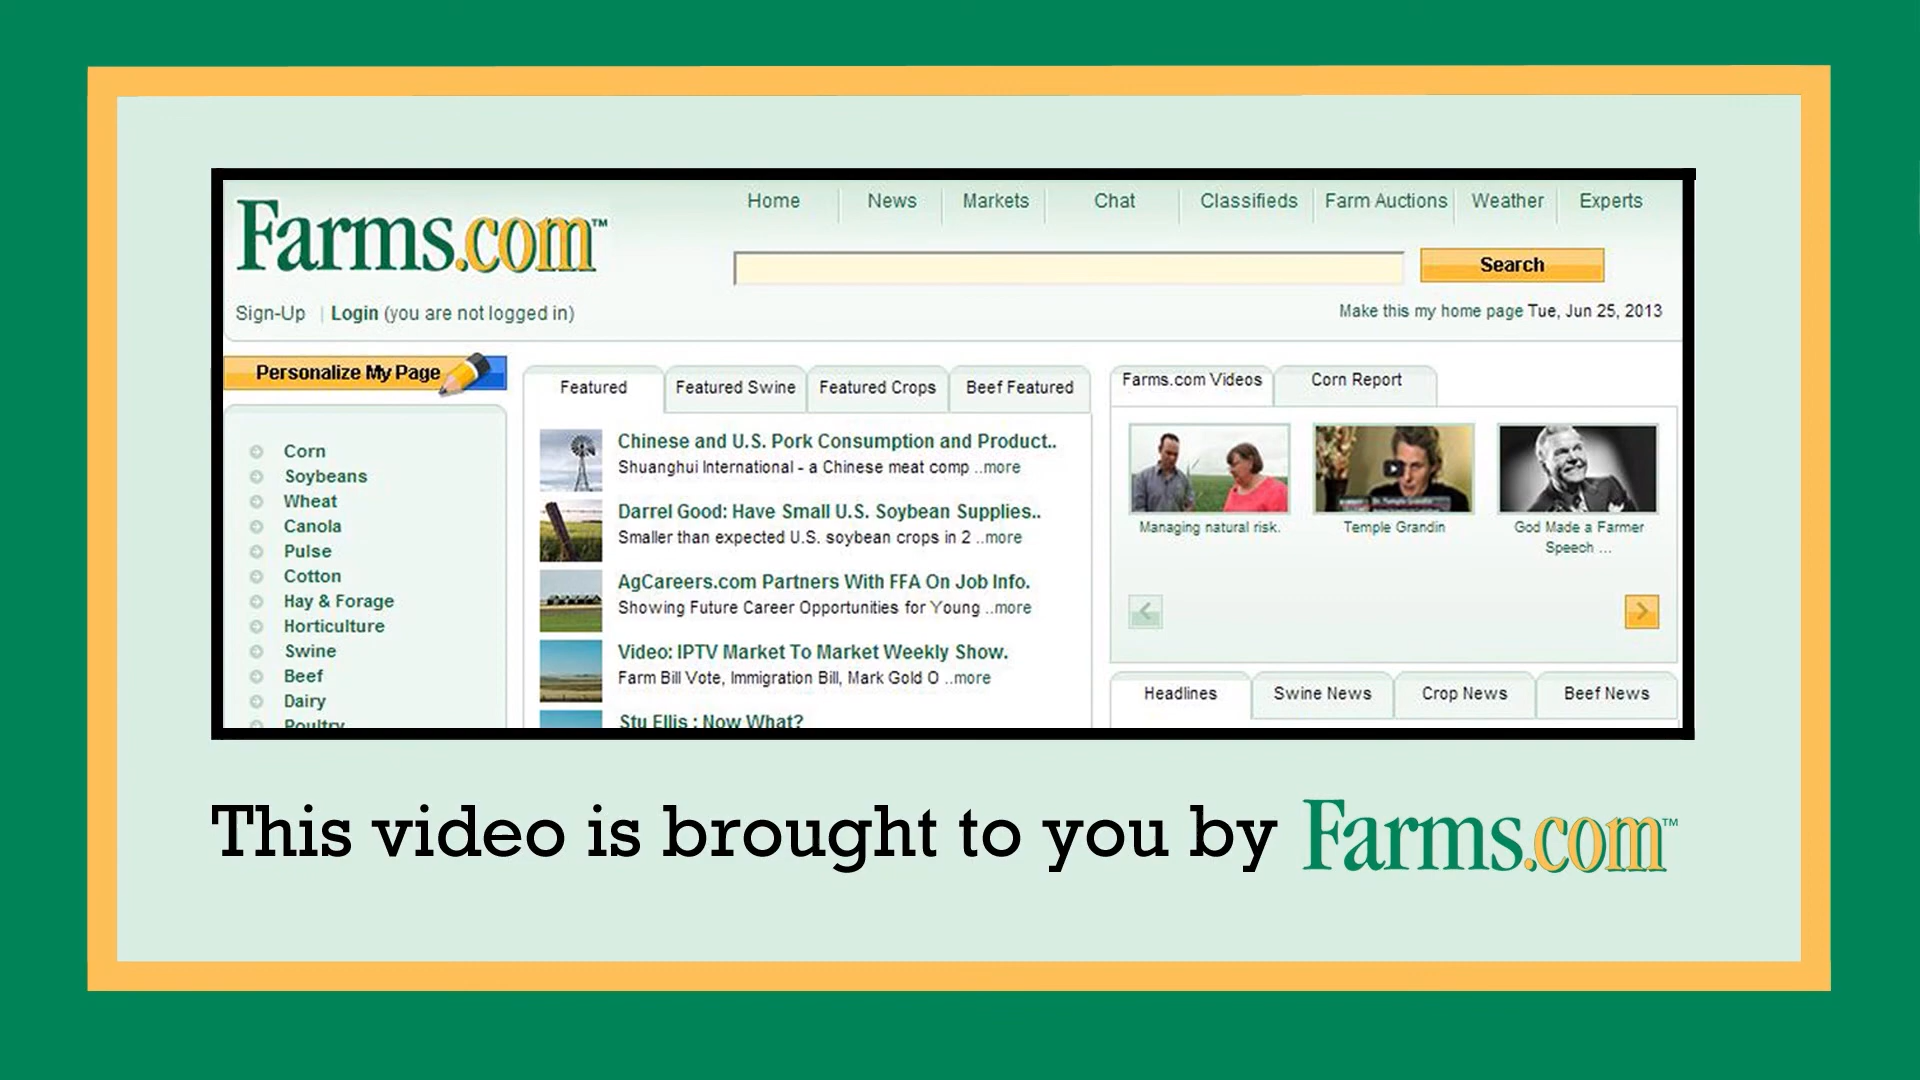 Farms.com™
Home News Markets Chat Classifieds Farm Auctions Weather Experts
Search
Sign-Up | Login (you are not logged in)
Make this my home page Tue, Jun 25, 2013
Personalize My Page
Corn
Soybeans
Wheat
Canola
Pulse
Cotton
Hay & Forage
Horticulture
Swine
Beef
Dairy
Poultry
Featured Featured Swine Featured Crops Beef Featured
Chinese and U.S. Pork Consumption and Product..
Shuanghui International - a Chinese meat comp ..more
Darrel Good: Have Small U.S. Soybean Supplies..
Smaller than expected U.S. soybean crops in 2 ..more
AgCareers.com Partners With FFA On Job Info.
Showing Future Career Opportunities for Young ..more
Video: IPTV Market To Market Weekly Show.
Farm Bill Vote, Immigration Bill, Mark Gold O ..more
Stu Ellis : Now What?
Farms.com Videos Corn Report
Managing natural risk.
Temple Grandin
God Made a Farmer
Speech ...
Headlines Swine News Crop News Beef News
This video is brought to you by Farms.com™